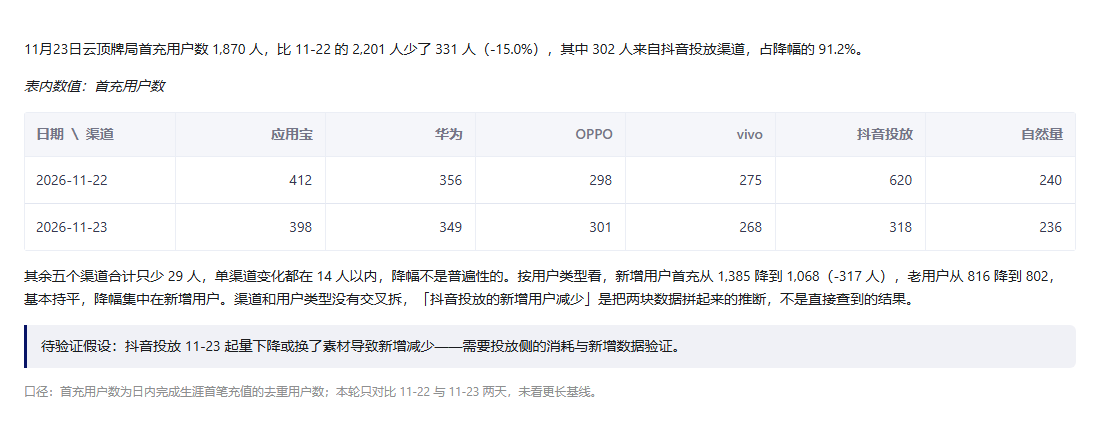 11月23日云顶牌局首充用户数 1,870 人，比 11-22 的 2,201 人少了 331 人（-15.0%），其中 302 人来自抖音投放渠道，占降幅的 91.2%。
表内数值：首充用户数
日期 \ 渠道 应用宝 华为 OPPO vivo 抖音投放 自然量
2026-11-22 412 356 298 275 620 240
2026-11-23 398 349 301 268 318 236
其余五个渠道合计只少 29 人，单渠道变化都在 14 人以内，降幅不是普遍性的。按用户类型看，新增用户首充从 1,385 降到 1,068（-317 人），老用户从 816 降到 802，
基本持平，降幅集中在新增用户。渠道和用户类型没有交叉拆，「抖音投放的新增用户减少」是把两块数据拼起来的推断，不是直接查到的结果。
待验证假设：抖音投放 11-23 起量下降或换了素材导致新增减少——需要投放侧的消耗与新增数据验证。
口径：首充用户数为日内完成生涯首笔充值的去重用户数；本轮只对比 11-22 与 11-23 两天，未看更长基线。